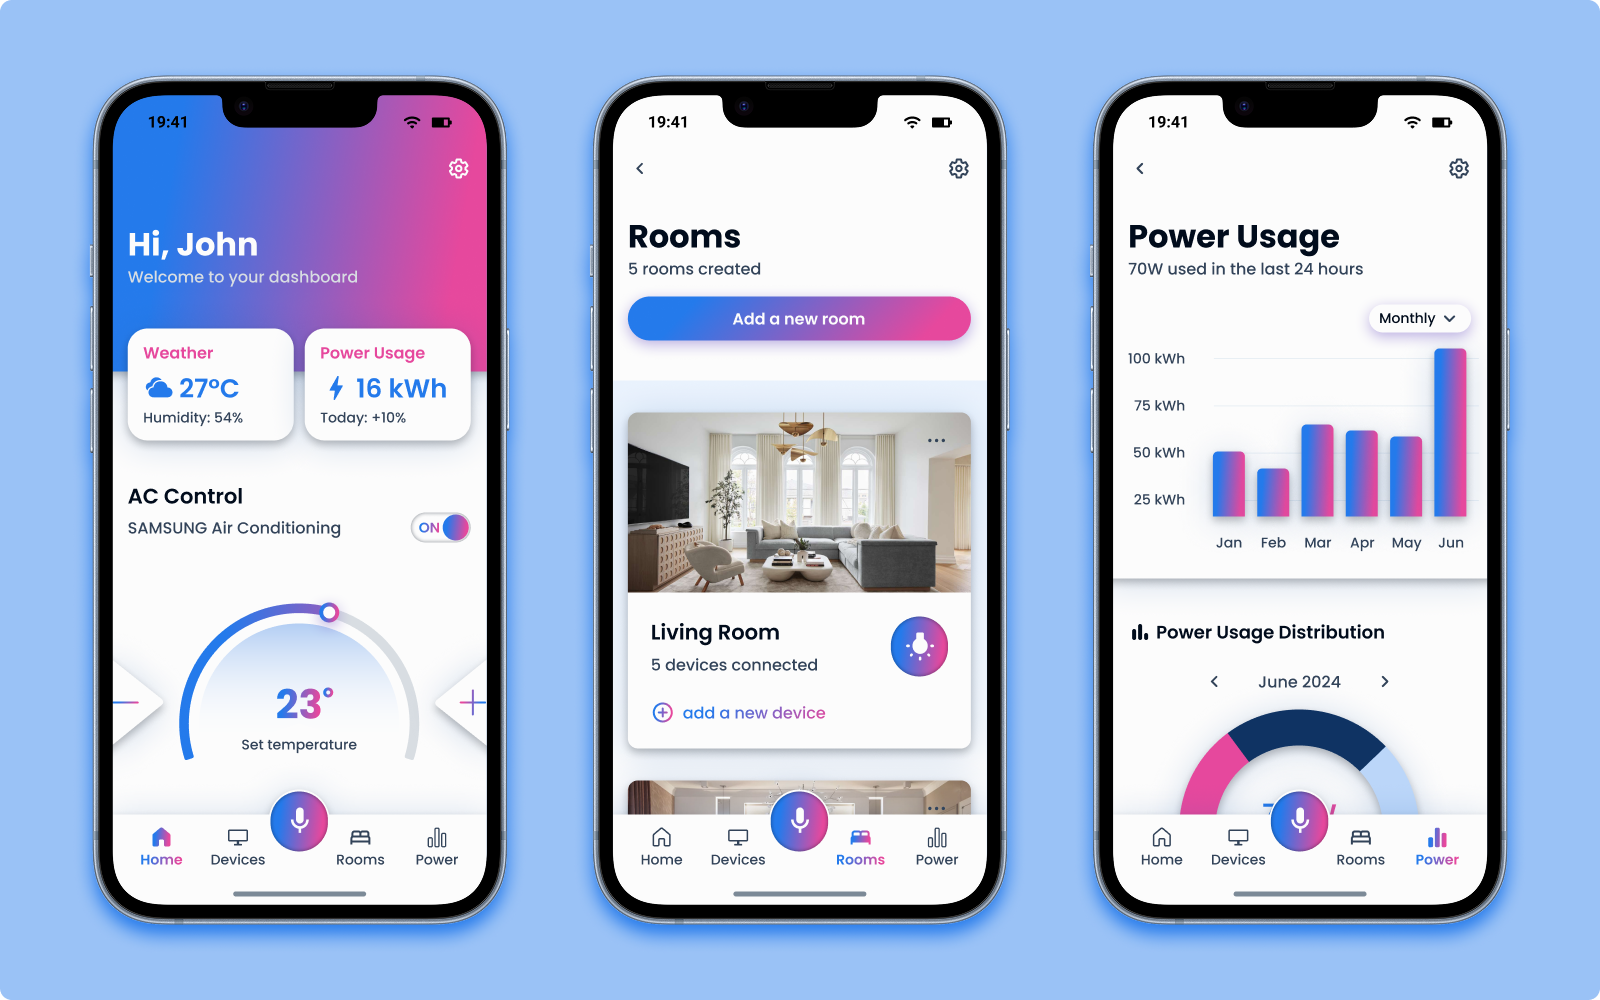 19:41
Hi, John
Welcome to your dashboard
Weather
27°C
Humidity: 54%
Power Usage
16 kWh
Today: +10%
AC Control
SAMSUNG Air Conditioning
ON
23°
Set temperature
Home
Devices
Rooms
Power
19:41
Rooms
5 rooms created
Add a new room
Living Room
5 devices connected
add a new device
Home
Devices
Rooms
Power
19:41
Power Usage
70W used in the last 24 hours
Monthly
100 kWh
75 kWh
50 kWh
25 kWh
Jan Feb Mar Apr May Jun
Power Usage Distribution
June 2024
Home
Devices
Rooms
Power